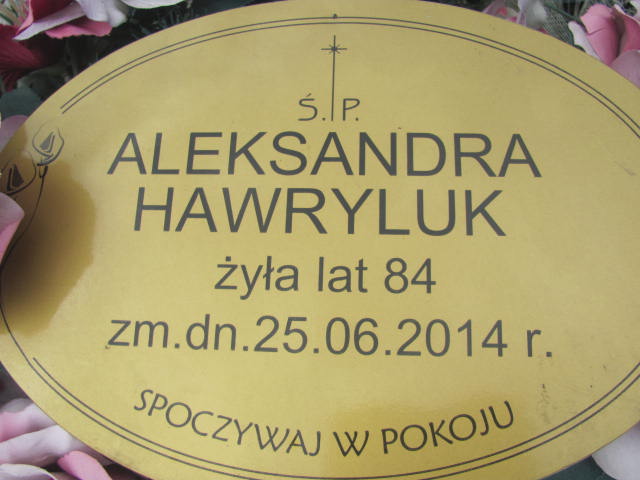 Ś. P.
ALEKSANDRA
HAWRYLUK
żyła lat 84
zm.dn.25.06.2014 r.
SPOCZYWAJ W POKOJU